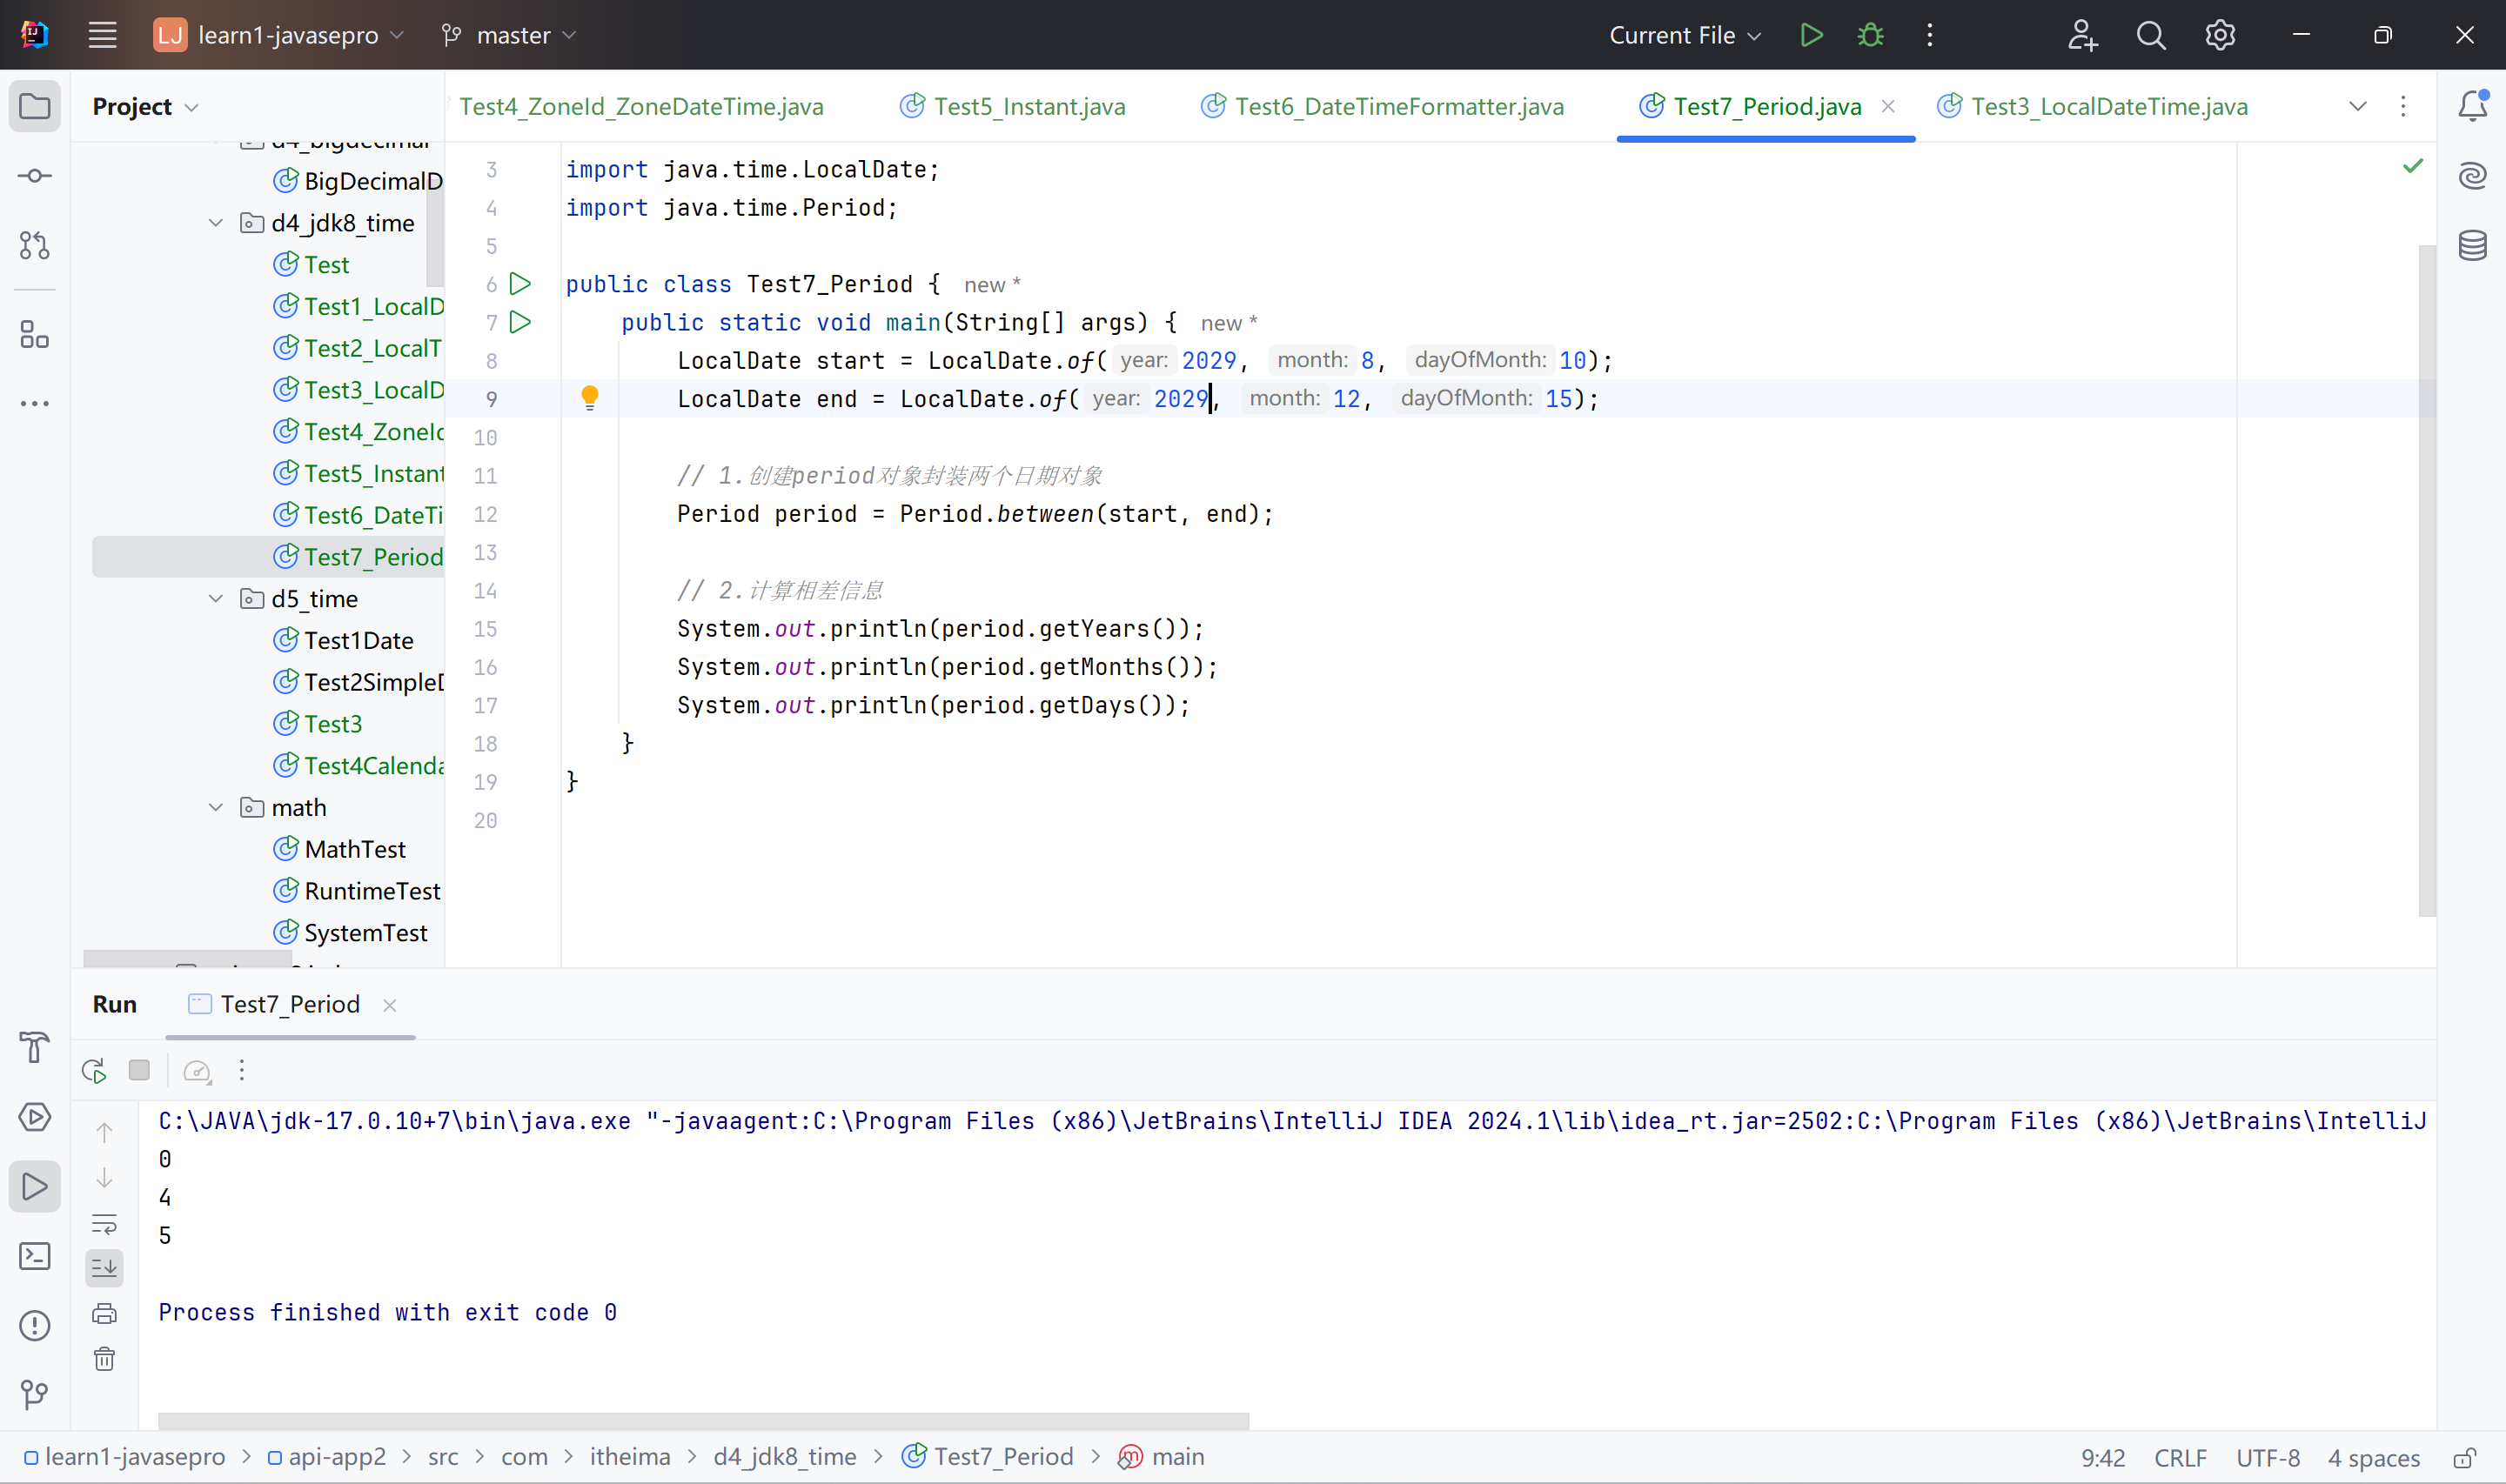 LJ learn1-javasepro master Current File
Project
Test4_ZoneId_ZoneDateTime.java Test5_Instant.java Test6_DateTimeFormatter.java Test7_Period.java Test3_LocalDateTime.java
d4_bigdecimal
BigDecimalD
d4_jdk8_time
Test
Test1_LocalD
Test2_LocalT
Test3_LocalD
Test4_ZoneId
Test5_Instant
Test6_DateTi
Test7_Period
d5_time
Test1Date
Test2SimpleD
Test3
Test4Calenda
math
MathTest
RuntimeTest
SystemTest
3 import java.time.LocalDate;
4 import java.time.Period;
5
6 public class Test7_Period { new *
7 public static void main(String[] args) { new *
8 LocalDate start = LocalDate.of( year: 2029, month: 8, dayOfMonth: 10);
9 LocalDate end = LocalDate.of( year: 2029, month: 12, dayOfMonth: 15);
10
11 // 1.创建period对象封装两个日期对象
12 Period period = Period.between(start, end);
13
14 // 2.计算相差信息
15 System.out.println(period.getYears());
16 System.out.println(period.getMonths());
17 System.out.println(period.getDays());
18 }
19 }
20
Run Test7_Period
C:\JAVA\jdk-17.0.10+7\bin\java.exe "-javaagent:C:\Program Files (x86)\JetBrains\IntelliJ IDEA 2024.1\lib\idea_rt.jar=2502:C:\Program Files (x86)\JetBrains\IntelliJ
0
4
5
Process finished with exit code 0
learn1-javasepro > api-app2 > src > com > itheima > d4_jdk8_time > Test7_Period > main 9:42 CRLF UTF-8 4 spaces